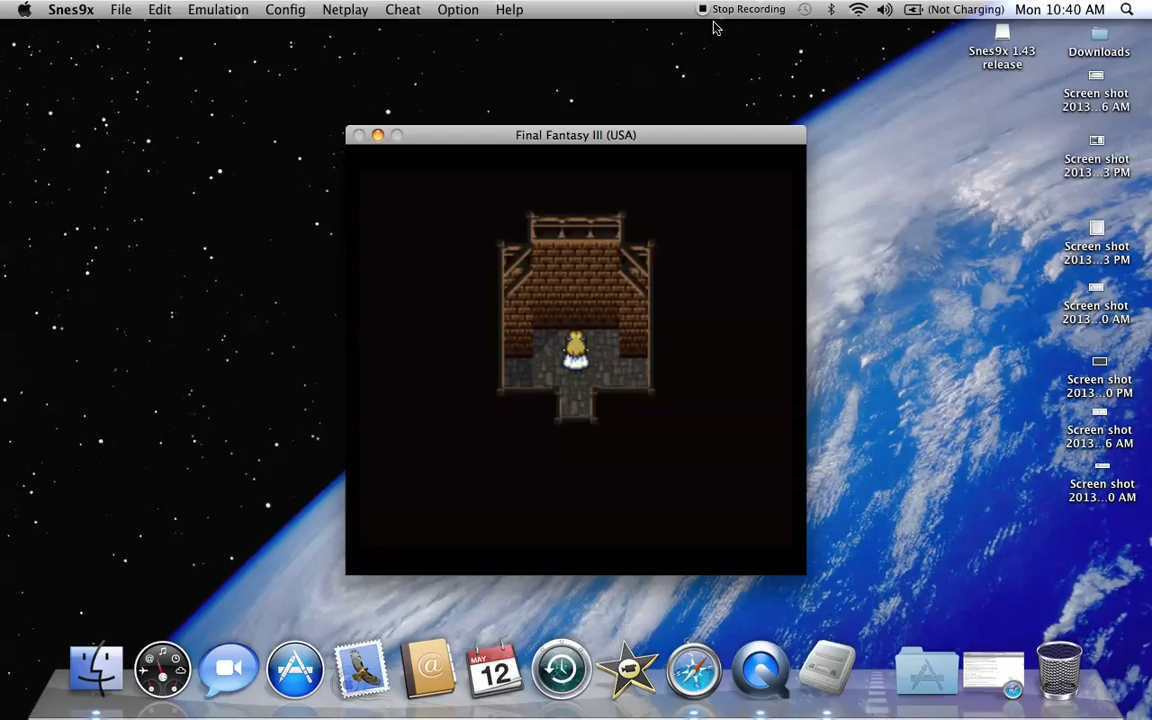 Snes9x File Edit Emulation Config Netplay Cheat Option Help Stop Recording (Not Charging) Mon 10:40 AM
Snes9x 1.43
release
Downloads
Screen shot
2013...6 AM
Screen shot
2013...3 PM
Screen shot
2013...3 PM
Screen shot
2013...0 AM
Screen shot
2013...0 PM
Screen shot
2013...6 AM
Screen shot
2013...0 AM
Final Fantasy III (USA)
MAY
12